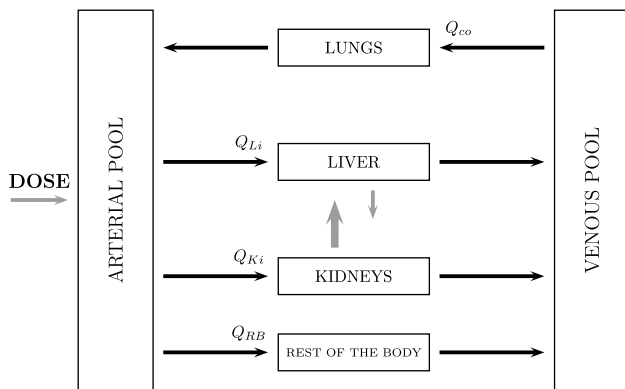 Q_co
LUNGS
Q_Li
LIVER
DOSE
ARTERIAL POOL
VENOUS POOL
Q_Ki
KIDNEYS
Q_RB
REST OF THE BODY